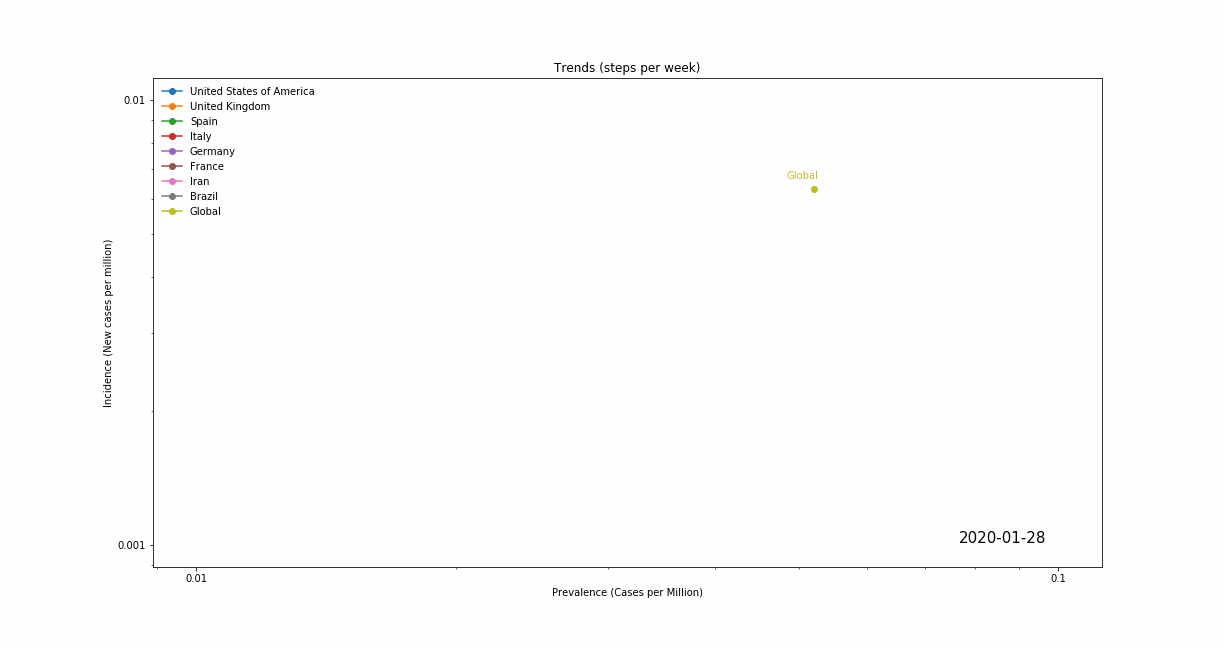 Trends (steps per week)
0.01
United States of America
United Kingdom
Spain
Italy
Germany
France
Iran
Brazil
Global
Global
Incidence (New cases per million)
0.001
2020-01-28
0.01
0.1
Prevalence (Cases per Million)